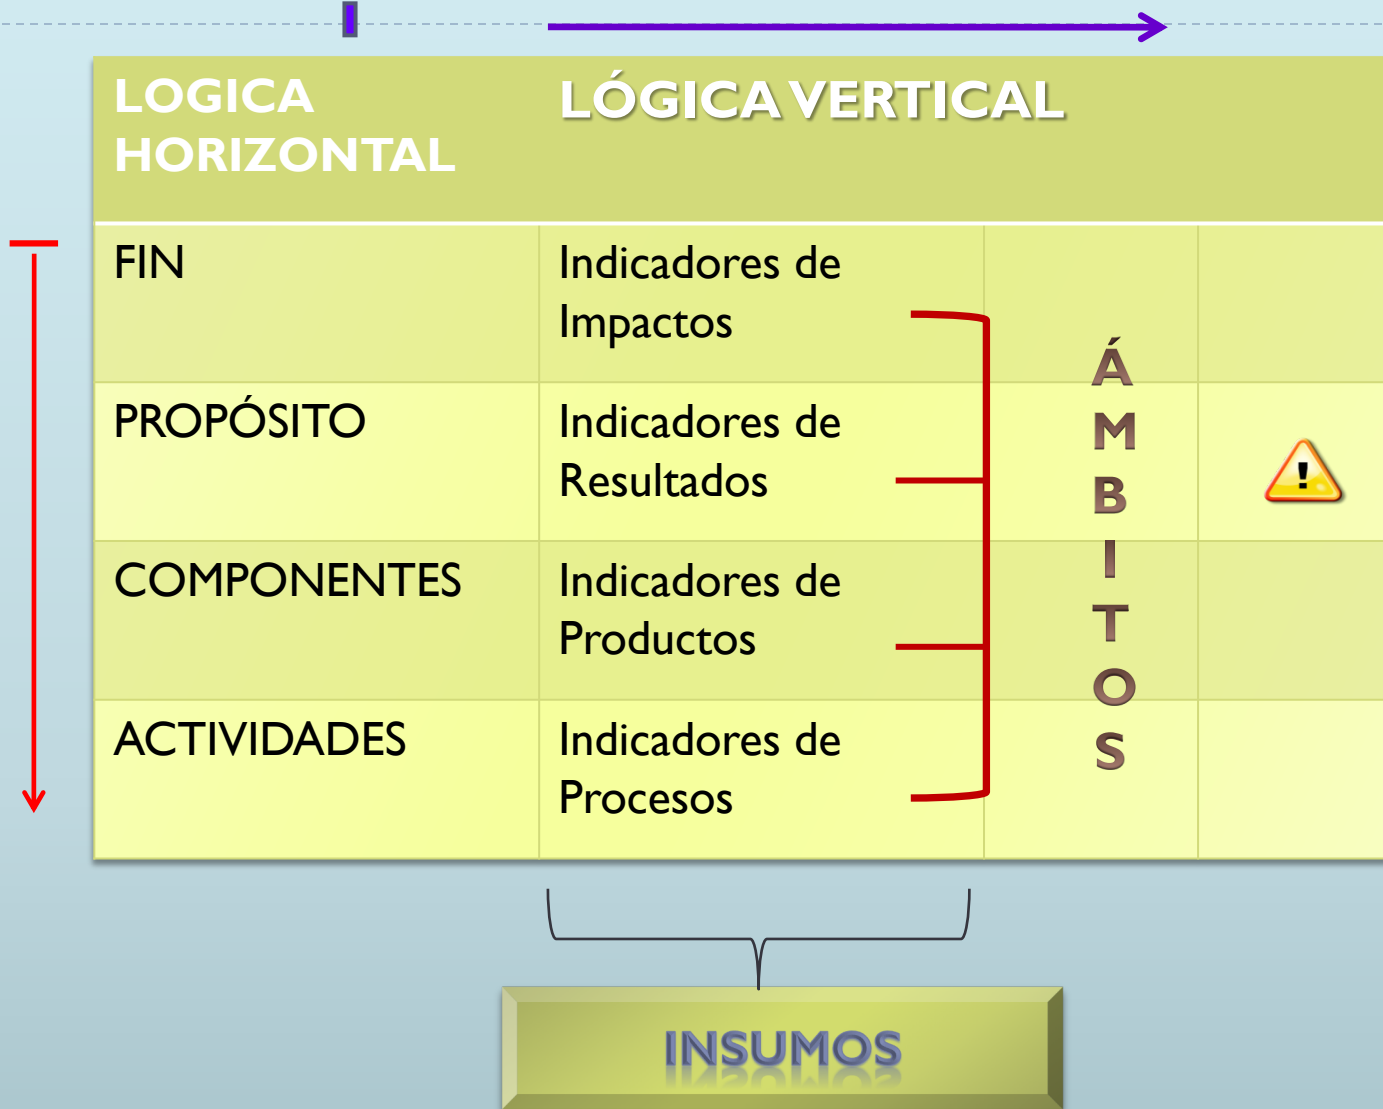 LOGICA
HORIZONTAL
LÓGICA VERTICAL
FIN
Indicadores de
Impactos
PROPÓSITO
Indicadores de
Resultados
COMPONENTES
Indicadores de
Productos
ACTIVIDADES
Indicadores de
Procesos
Á
M
B
I
T
O
S
!
INSUMOS